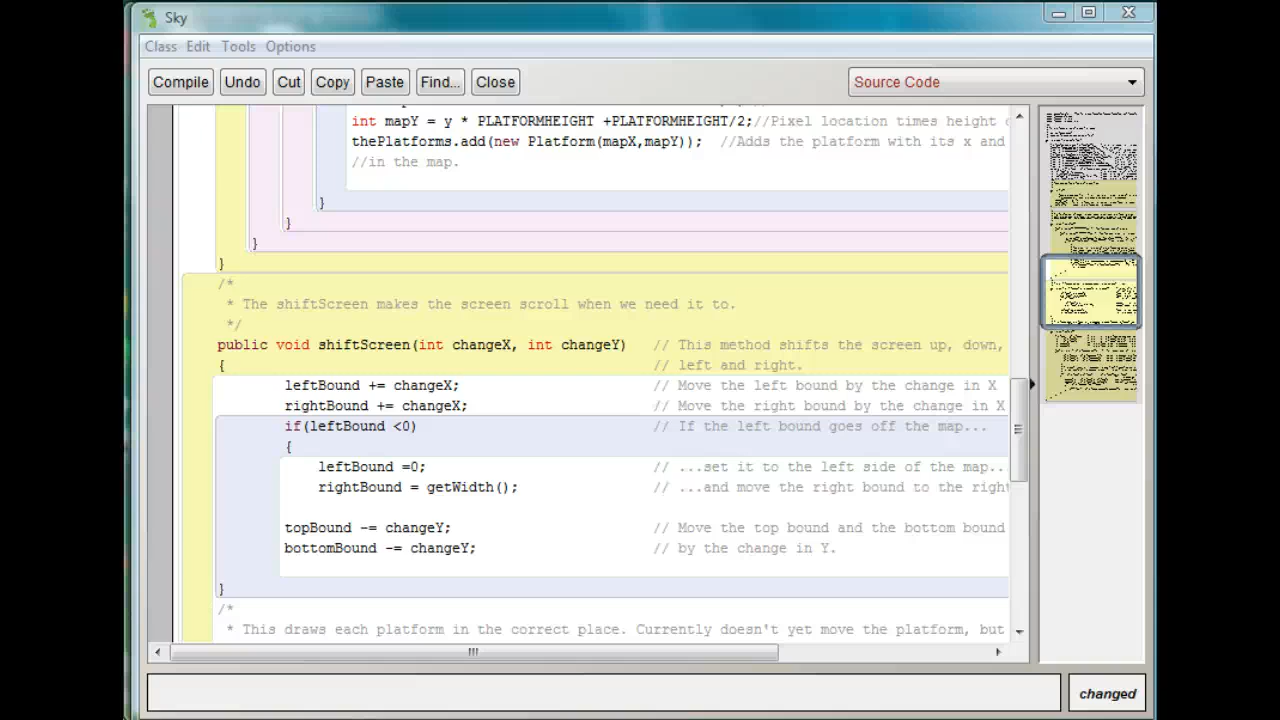 Sky
Class Edit Tools Options
Compile Undo Cut Copy Paste Find... Close Source Code
int mapY = y * PLATFORMHEIGHT +PLATFORMHEIGHT/2;//Pixel location times height
thePlatforms.add(new Platform(mapX,mapY)); //Adds the platform with its x and
//in the map.
}
}
}
}
/*
* The shiftScreen makes the screen scroll when we need it to.
*/
public void shiftScreen(int changeX, int changeY) // This method shifts the screen up, down,
{ // left and right.
leftBound += changeX; // Move the left bound by the change in X
rightBound += changeX; // Move the right bound by the change in X
if(leftBound <0) // If the left bound goes off the map...
{
leftBound =0; // ...set it to the left side of the map..
rightBound = getWidth(); // ...and move the right bound to the right
topBound -= changeY; // Move the top bound and the bottom bound
bottomBound -= changeY; // by the change in Y.
}
/*
* This draws each platform in the correct place. Currently doesn't yet move the platform, but
changed